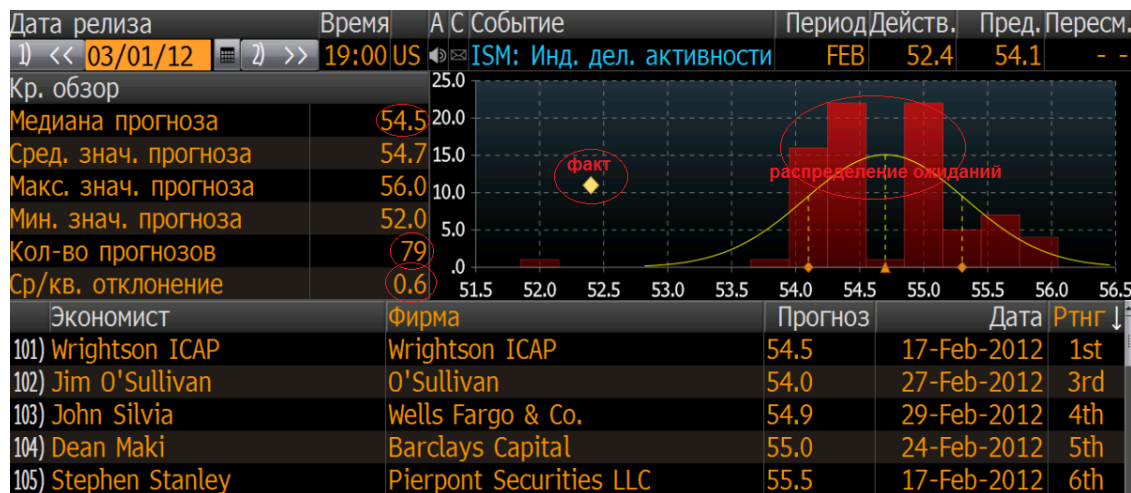 Дата релиза Время A C Событие Период Действ. Пред. Пересм.
1) << 03/01/12 2) >> 19:00 US ISM: Инд. дел. активности FEB 52.4 54.1 - -
Кр. обзор
Медиана прогноза 54.5
Сред. знач. прогноза 54.7
Макс. знач. прогноза 56.0
Мин. знач. прогноза 52.0
Кол-во прогнозов 79
Ср/кв. отклонение 0.6
25.0
20.0
15.0
10.0
5.0
.0
факт
распределение ожиданий
51.5 52.0 52.5 53.0 53.5 54.0 54.5 55.0 55.5 56.0 56.5
Экономист Фирма Прогноз Дата Ртнг ↓
101) Wrightson ICAP Wrightson ICAP 54.5 17-Feb-2012 1st
102) Jim O'Sullivan O'Sullivan 54.0 27-Feb-2012 3rd
103) John Silvia Wells Fargo & Co. 54.9 29-Feb-2012 4th
104) Dean Maki Barclays Capital 55.0 24-Feb-2012 5th
105) Stephen Stanley Pierpont Securities LLC 55.5 17-Feb-2012 6th